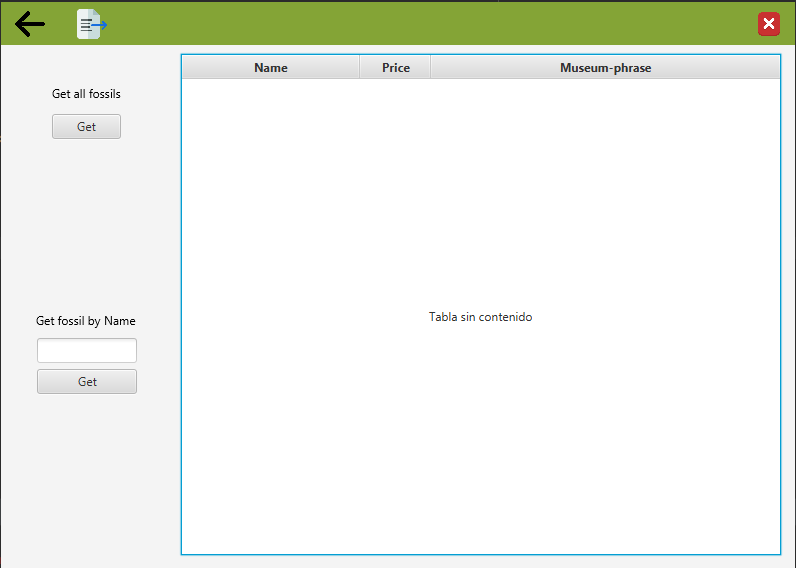 Name Price Museum-phrase
Get all fossils
Get
Tabla sin contenido
Get fossil by Name
Get